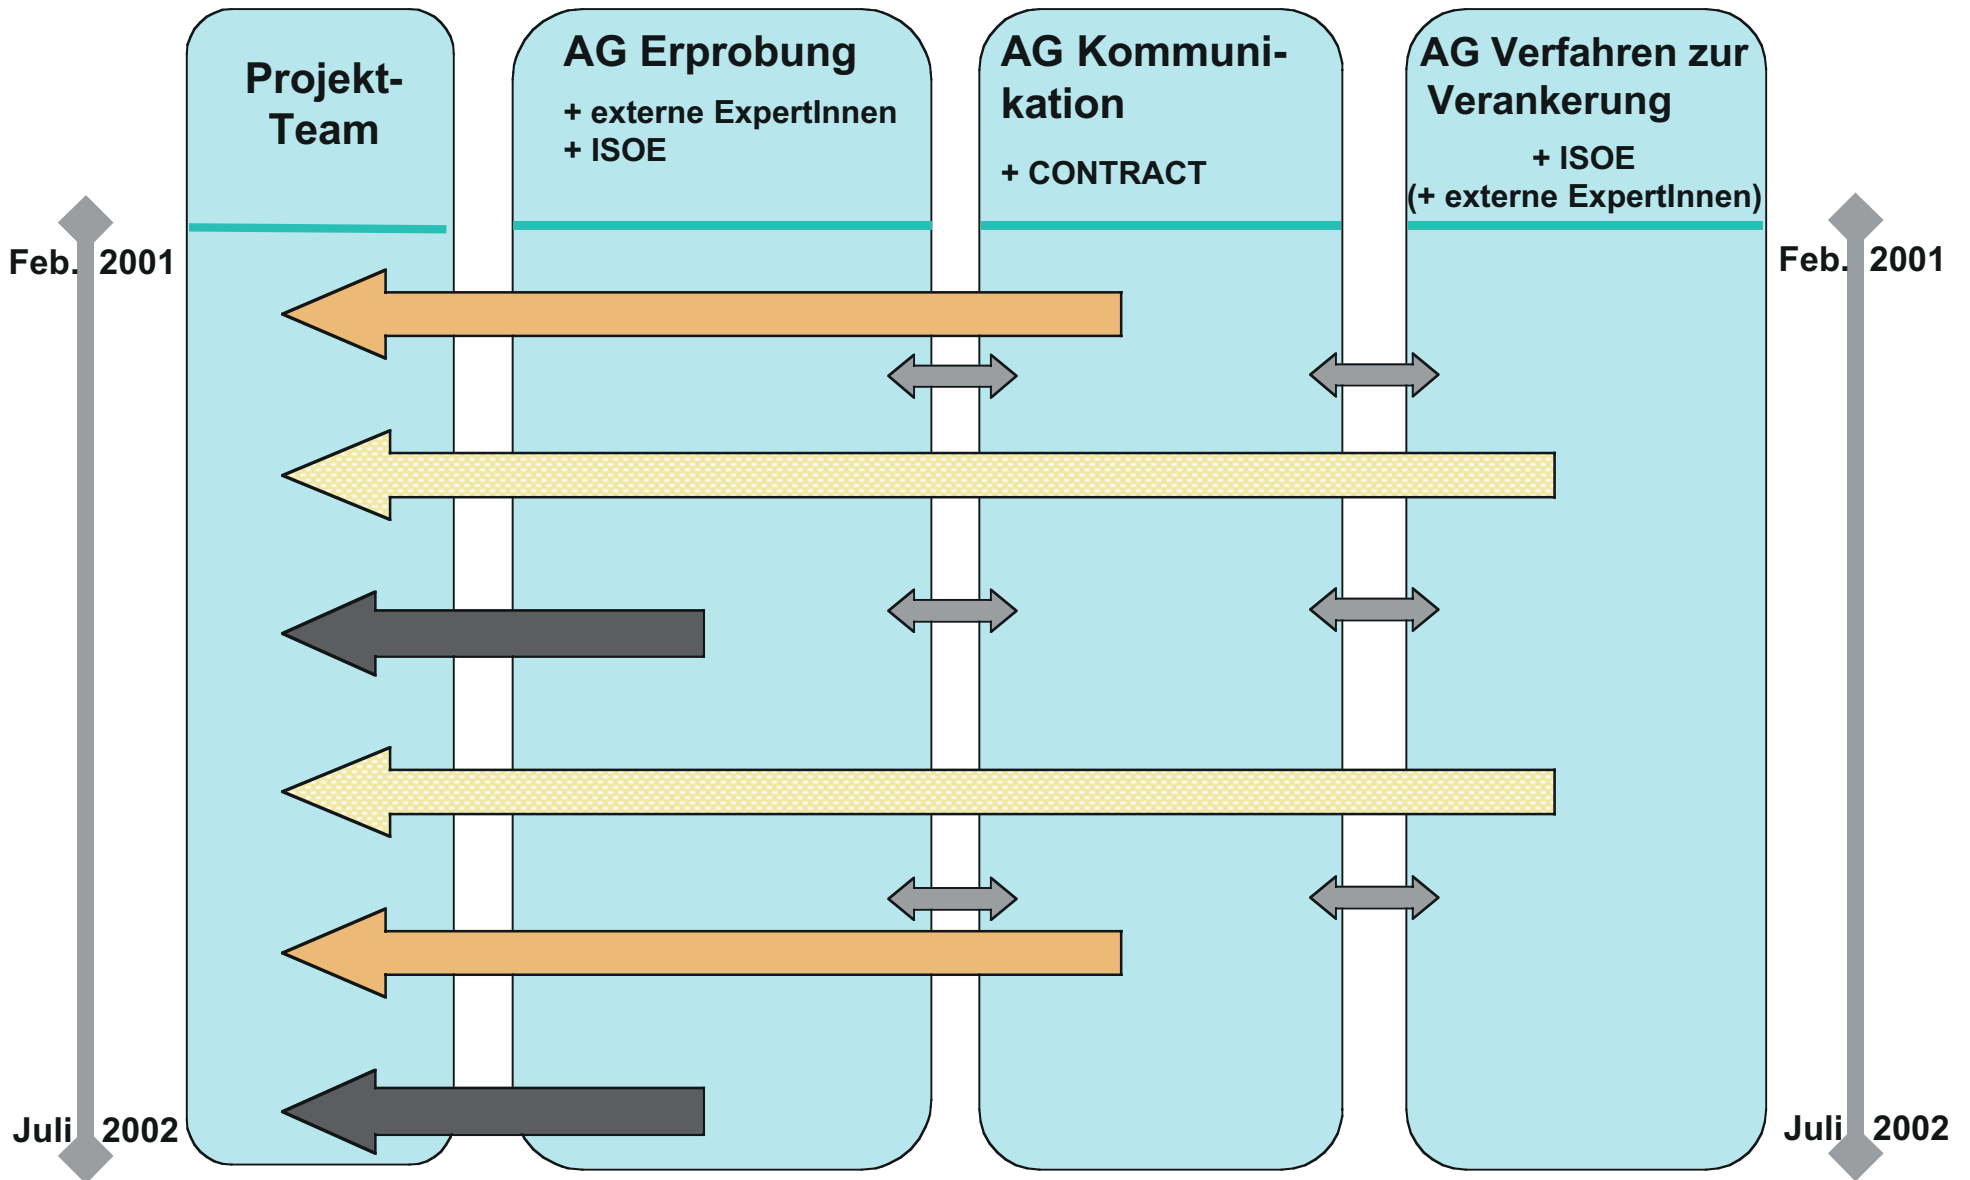 Projekt-
Team
AG Erprobung
+ externe ExpertInnen
+ ISOE
AG Kommuni-
kation
+ CONTRACT
AG Verfahren zur
Verankerung
+ ISOE
(+ externe ExpertInnen)
Feb. 2001
Feb. 2001
Juli 2002
Juli 2002